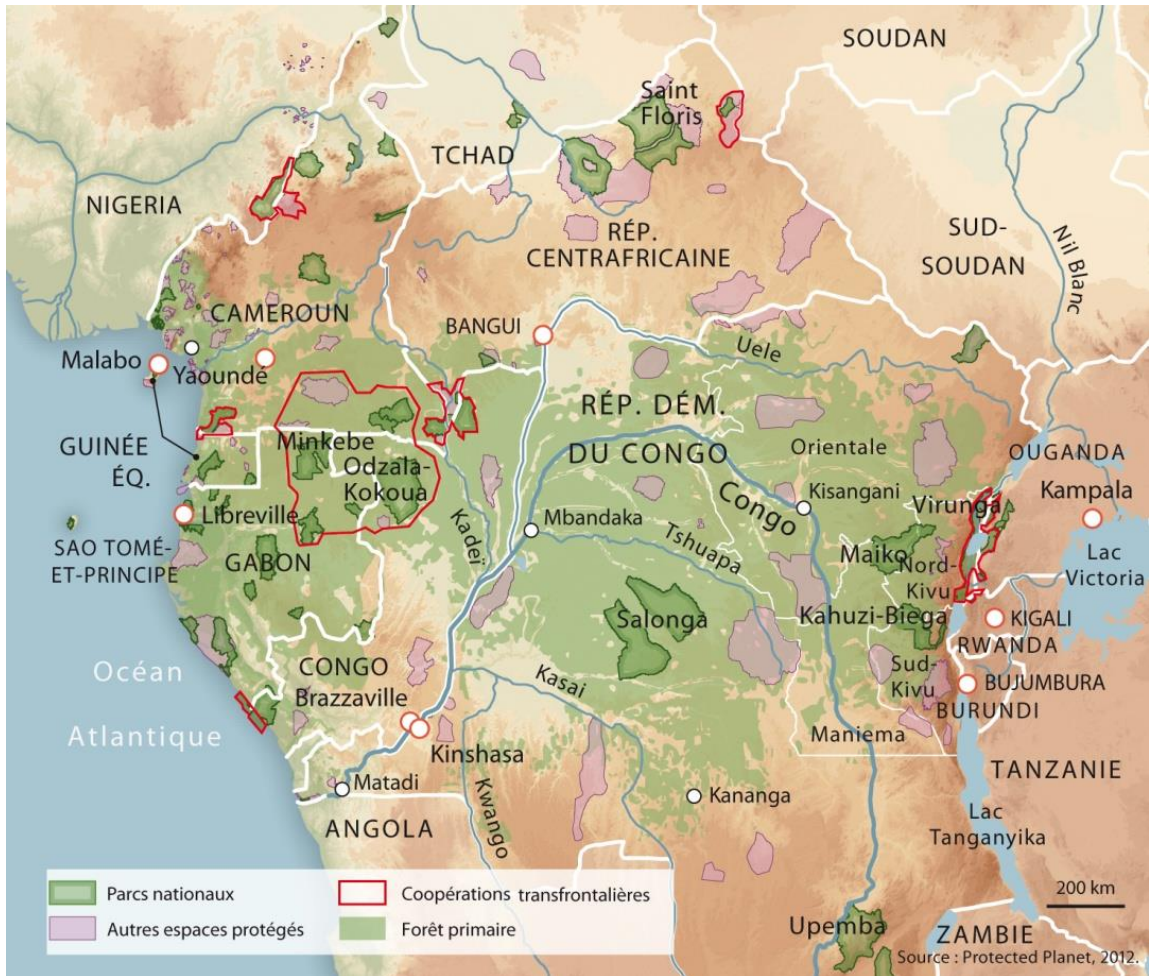 SOUDAN
Saint
Floris
TCHAD
NIGERIA
RÉP.
CENTRAFRICAINE
SUD-
SOUDAN
Nil Blanc
CAMEROUN
BANGUI
Uele
Malabo
Yaoundé
RÉP. DÉM.
DU CONGO
Minkebe
Orientale
GUINÉE
ÉQ.
Odzala-
Kokoua
OUGANDA
Congo
Kisangani
Virunga
Kampala
Libreville
Mbandaka
Kadeï
Tshuapa
SAO TOMÉ-
ET-PRINCIPE
GABON
Maiko
Nord-
Kivu
Lac
Victoria
Salonga
Kahuzi-Biega
KIGALI
RWANDA
Océan
Atlantique
CONGO
Brazzaville
Kasai
Sud-
Kivu
BUJUMBURA
BURUNDI
Kinshasa
Maniema
TANZANIE
Matadi
Kananga
ANGOLA
Kwango
Lac
Tanganyika
Parcs nationaux
Coopérations transfrontalières
Autres espaces protégés
Forêt primaire
200 km
Upemba
ZAMBIE
Source : Protected Planet, 2012.